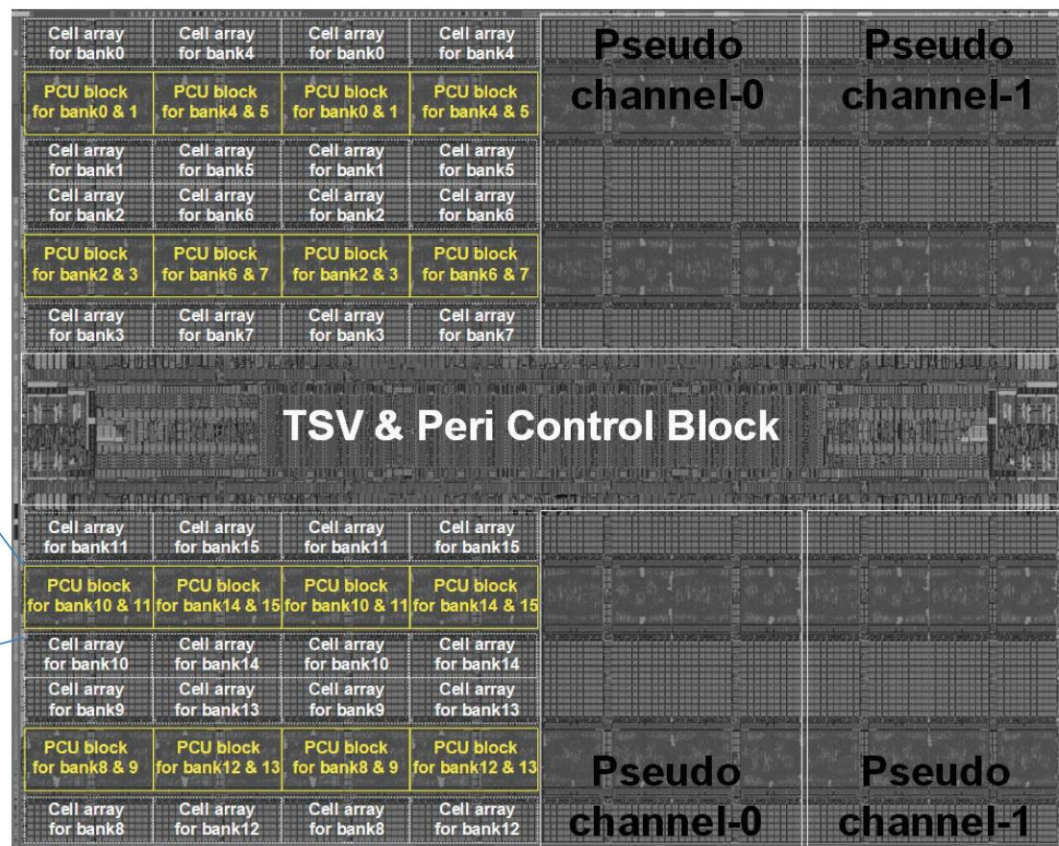 Cell array
for bank0
Cell array
for bank4
Cell array
for bank0
Cell array
for bank4
Pseudo
channel-0
Pseudo
channel-1
PCU block
for bank0 & 1
PCU block
for bank4 & 5
PCU block
for bank0 & 1
PCU block
for bank4 & 5
Cell array
for bank1
Cell array
for bank5
Cell array
for bank1
Cell array
for bank5
Cell array
for bank2
Cell array
for bank6
Cell array
for bank2
Cell array
for bank6
PCU block
for bank2 & 3
PCU block
for bank6 & 7
PCU block
for bank2 & 3
PCU block
for bank6 & 7
Cell array
for bank3
Cell array
for bank7
Cell array
for bank3
Cell array
for bank7
TSV & Peri Control Block
Cell array
for bank11
Cell array
for bank15
Cell array
for bank11
Cell array
for bank15
PCU block
for bank10 & 11
PCU block
for bank14 & 15
PCU block
for bank10 & 11
PCU block
for bank14 & 15
Cell array
for bank10
Cell array
for bank14
Cell array
for bank10
Cell array
for bank14
Cell array
for bank9
Cell array
for bank13
Cell array
for bank9
Cell array
for bank13
PCU block
for bank8 & 9
PCU block
for bank12 & 13
PCU block
for bank8 & 9
PCU block
for bank12 & 13
Cell array
for bank8
Cell array
for bank12
Cell array
for bank8
Cell array
for bank12
Pseudo
channel-0
Pseudo
channel-1